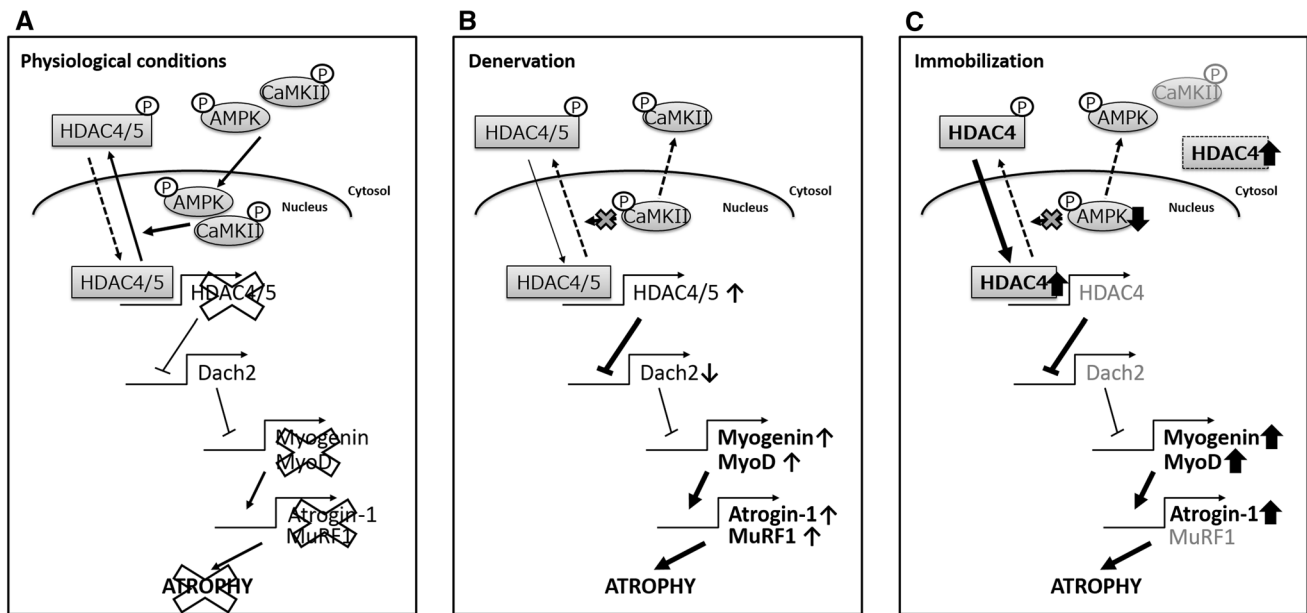 A
Physiological conditions
P
CaMKII
P
AMPK
P
HDAC4/5
Cytosol
P
AMPK
Nucleus
P
CaMKII
HDAC4/5
HDAC4/5
Dach2
Myogenin
MyoD
Atrogin-1
MuRF1
ATROPHY
B
Denervation
P
HDAC4/5
P
CaMKII
Cytosol
Nucleus
P
CaMKII
HDAC4/5
HDAC4/5 ↑
Dach2 ↓
Myogenin ↑
MyoD ↑
Atrogin-1 ↑
MuRF1 ↑
ATROPHY
C
Immobilization
P
CaMKII
P
AMPK
P
HDAC4
HDAC4
Cytosol
Nucleus
P
AMPK
HDAC4
HDAC4
Dach2
Myogenin
MyoD
Atrogin-1
MuRF1
ATROPHY